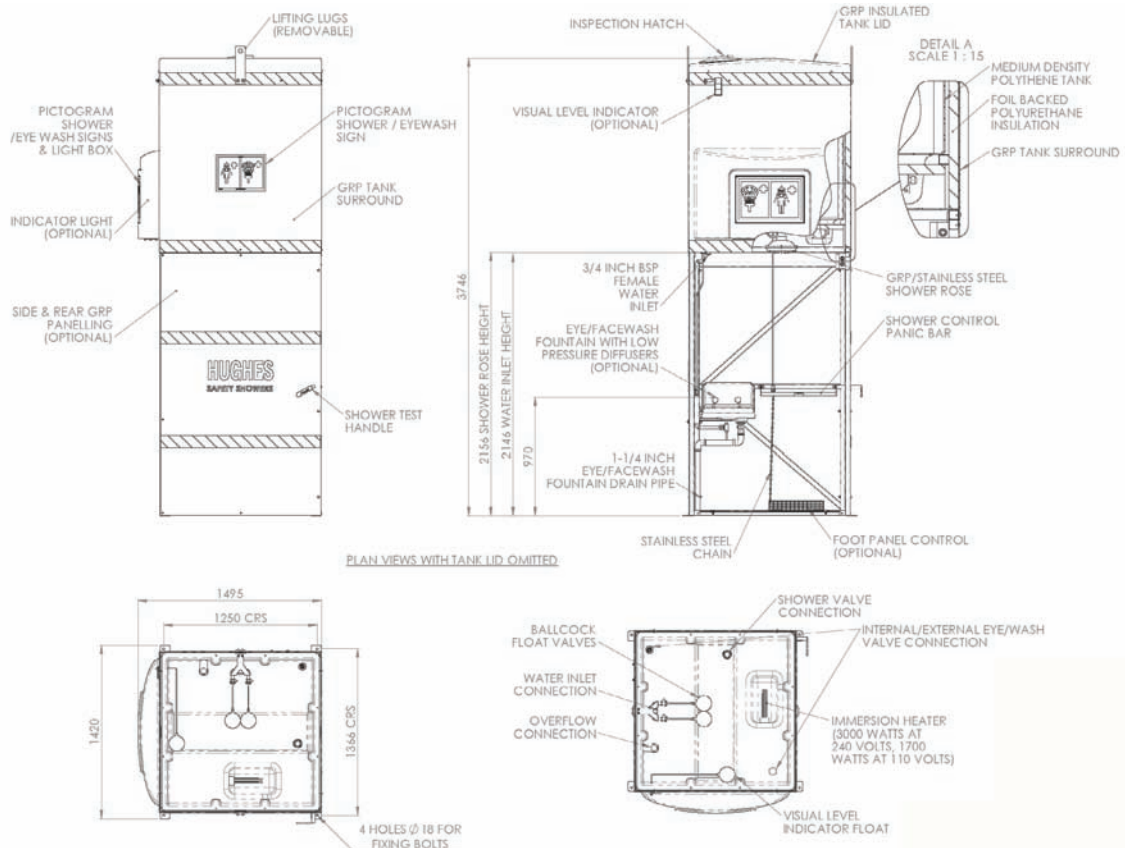 LIFTING LUGS
(REMOVABLE)
PICTOGRAM
SHOWER
/EYE WASH SIGNS
& LIGHT BOX
PICTOGRAM
SHOWER / EYEWASH
SIGN
INDICATOR LIGHT
(OPTIONAL)
GRP TANK
SURROUND
SIDE & REAR GRP
PANELLING
(OPTIONAL)
HUGHES
SAFETY SHOWERS
SHOWER TEST
HANDLE
INSPECTION HATCH
GRP INSULATED
TANK LID
VISUAL LEVEL INDICATOR
(OPTIONAL)
DETAIL A
SCALE 1 : 15
MEDIUM DENSITY
POLYTHENE TANK
FOIL BACKED
POLYURETHANE
INSULATION
GRP TANK SURROUND
3746
2156 SHOWER ROSE HEIGHT
2146 WATER INLET HEIGHT
970
3/4 INCH BSP
FEMALE
WATER
INLET
GRP/STAINLESS STEEL
SHOWER ROSE
EYE/FACEWASH
FOUNTAIN WITH LOW
PRESSURE DIFFUSERS
(OPTIONAL)
SHOWER CONTROL
PANIC BAR
1-1/4 INCH
EYE/FACEWASH
FOUNTAIN DRAIN PIPE
STAINLESS STEEL
CHAIN
FOOT PANEL CONTROL
(OPTIONAL)
PLAN VIEWS WITH TANK LID OMITTED
1495
1250 CRS
1420
1366 CRS
4 HOLES Ø 18 FOR
FIXING BOLTS
SHOWER VALVE
CONNECTION
BALLCOCK
FLOAT VALVES
INTERNAL/EXTERNAL EYE/WASH
VALVE CONNECTION
WATER INLET
CONNECTION
OVERFLOW
CONNECTION
IMMERSION HEATER
(3000 WATTS AT
240 VOLTS, 1700
WATTS AT 110 VOLTS)
VISUAL LEVEL
INDICATOR FLOAT